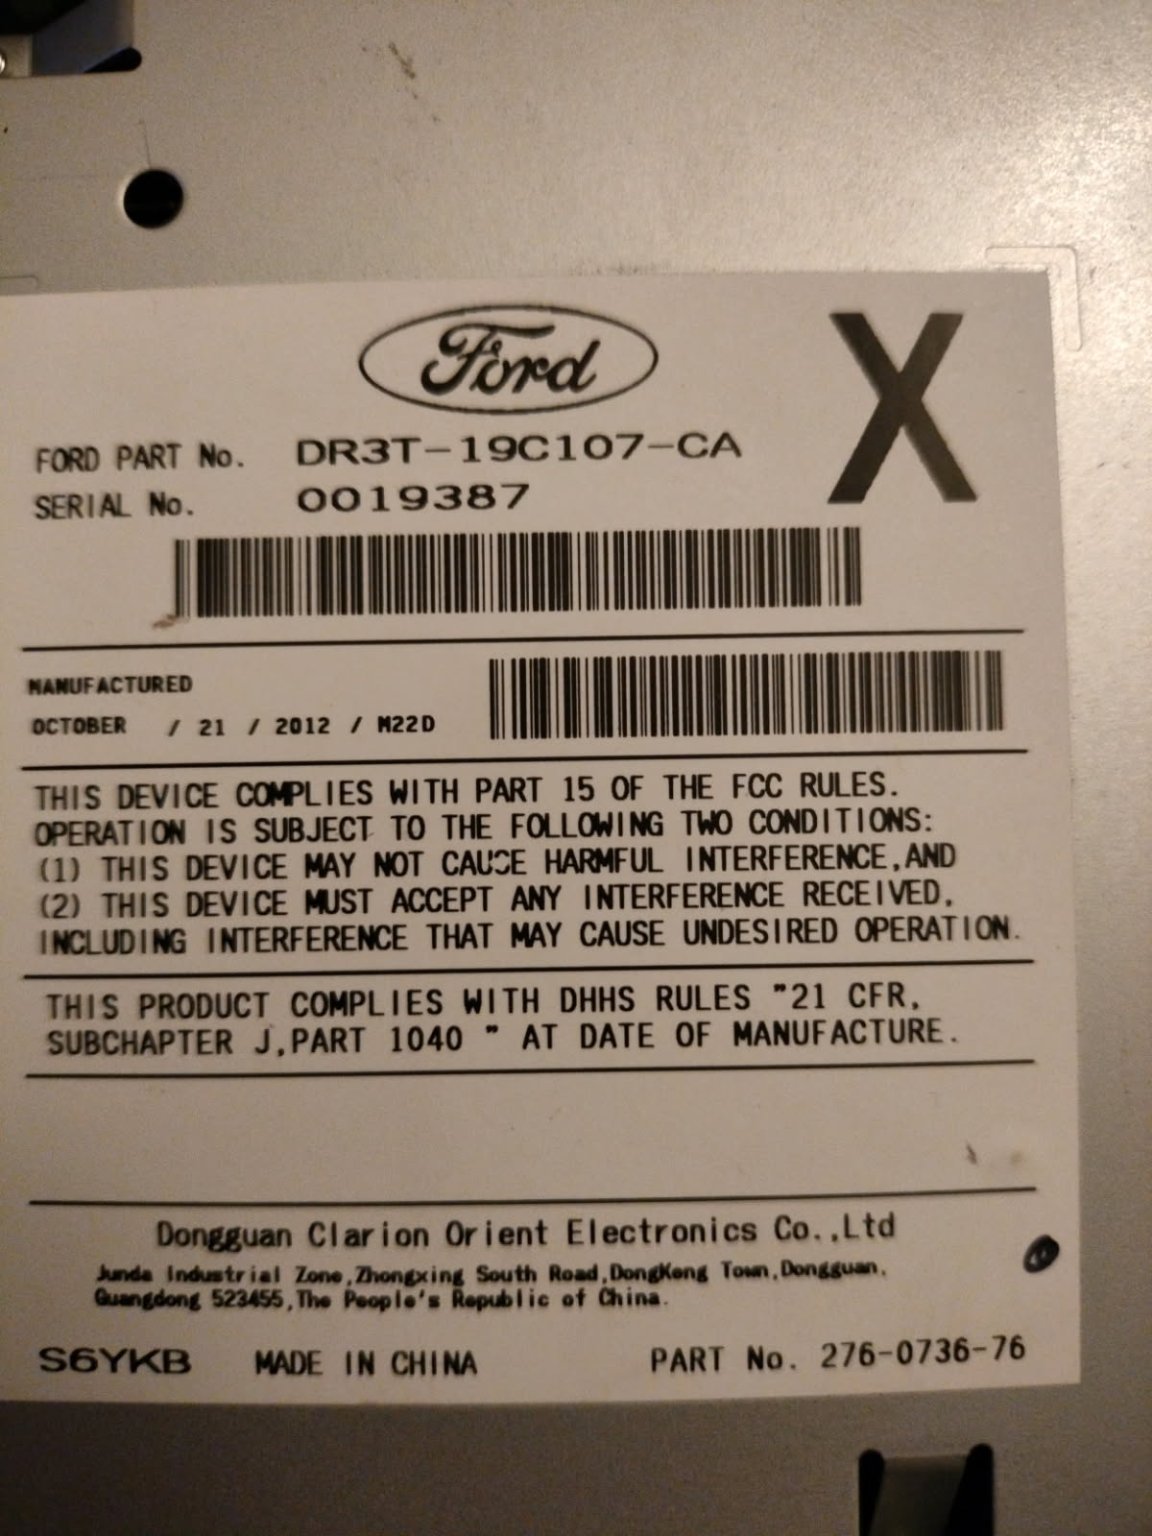 Ford
X
FORD PART No. DR3T-19C107-CA
SERIAL No. 0019387
MANUFACTURED
OCTOBER / 21 / 2012 / M22D
THIS DEVICE COMPLIES WITH PART 15 OF THE FCC RULES.
OPERATION IS SUBJECT TO THE FOLLOWING TWO CONDITIONS:
(1) THIS DEVICE MAY NOT CAUSE HARMFUL INTERFERENCE,AND
(2) THIS DEVICE MUST ACCEPT ANY INTERFERENCE RECEIVED,
INCLUDING INTERFERENCE THAT MAY CAUSE UNDESIRED OPERATION.
THIS PRODUCT COMPLIES WITH DHHS RULES "21 CFR,
SUBCHAPTER J,PART 1040 " AT DATE OF MANUFACTURE.
Dongguan Clarion Orient Electronics Co.,Ltd
Junda Industrial Zone,Zhongxing South Road,DongKeng Town,Dongguan,
Guangdong 523455,The People's Republic of China.
S6YKB MADE IN CHINA PART No. 276-0736-76